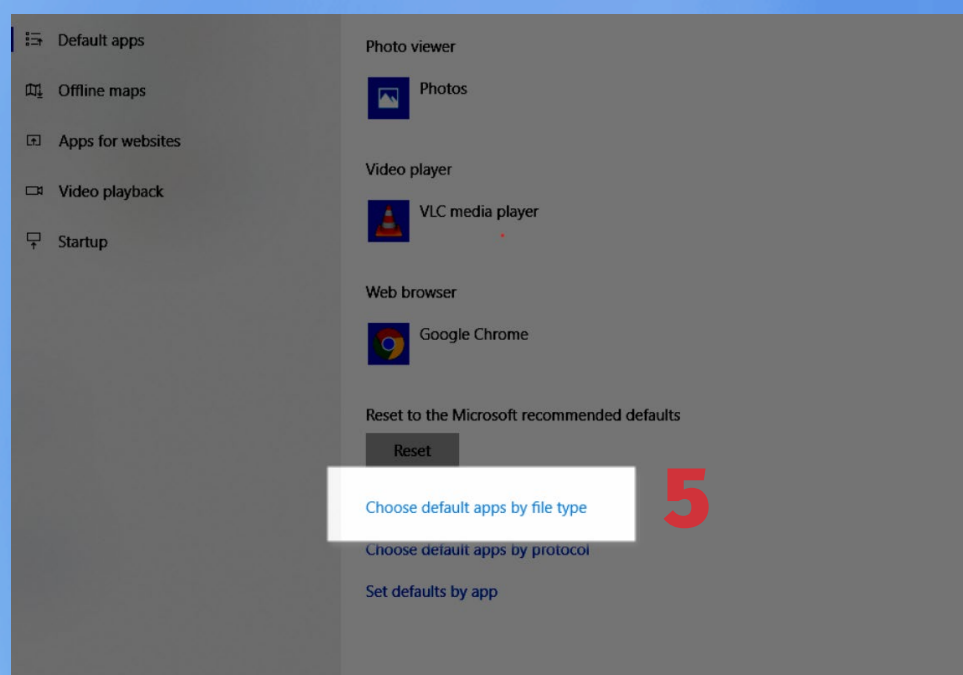 Default apps
Offline maps
Apps for websites
Video playback
Startup
Photo viewer
Photos
Video player
VLC media player
Web browser
Google Chrome
Reset to the Microsoft recommended defaults
Reset
Choose default apps by file type
5
Choose default apps by protocol
Set defaults by app